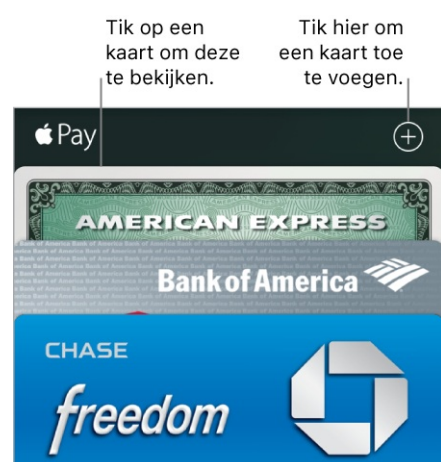 Tik op een
kaart om deze
te bekijken.
Tik hier om
een kaart toe
te voegen.
Pay
AMERICAN EXPRESS
Bank of America
CHASE
freedom